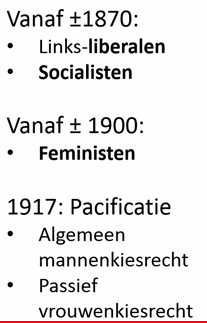 Vanaf ±1870:
• Links-liberalen
• Socialisten
Vanaf ± 1900:
• Feministen
1917: Pacificatie
• Algemeen
mannenkiesrecht
• Passief
vrouwenkiesrecht